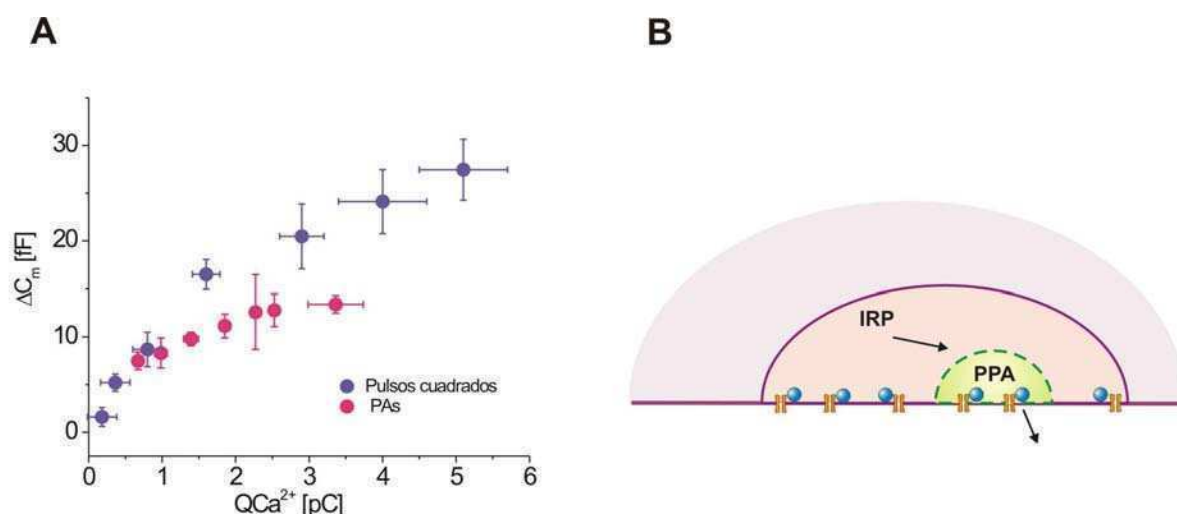 A
B
ΔCₘ [fF]
30
20
10
0
Pulsos cuadrados
PAs
0 1 2 3 4 5 6
QCa²⁺ [pC]
IRP
PPA